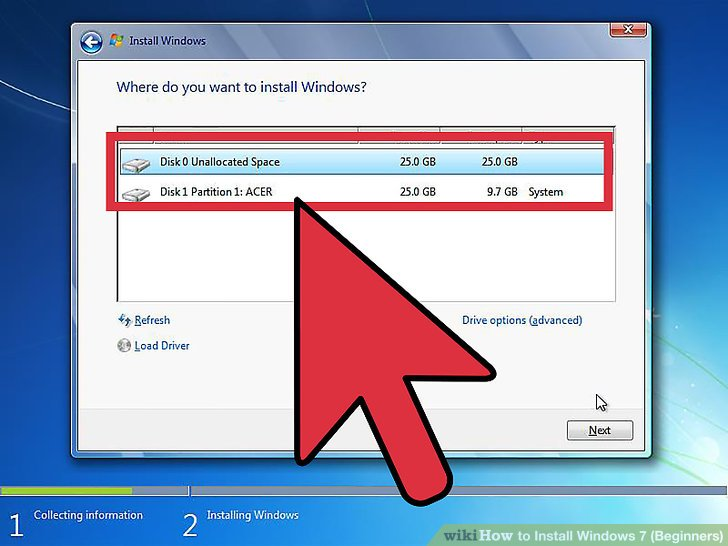 Install Windows
Where do you want to install Windows?
Disk 0 Unallocated Space 25.0 GB 25.0 GB
Disk 1 Partition 1: ACER 25.0 GB 9.7 GB System
Refresh
Drive options (advanced)
Load Driver
Next
1 Collecting information
2 Installing Windows
wikiHow to Install Windows 7 (Beginners)